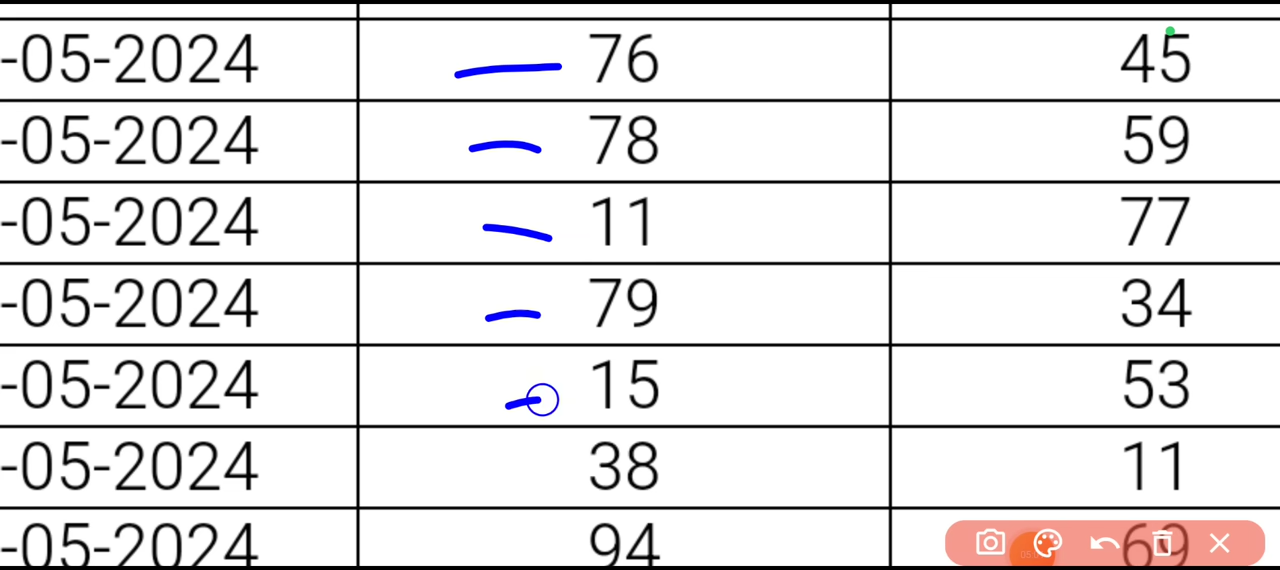 -05-2024 76 45
-05-2024 78 59
-05-2024 11 77
-05-2024 79 34
-05-2024 15 53
-05-2024 38 11
-05-2024 94 69